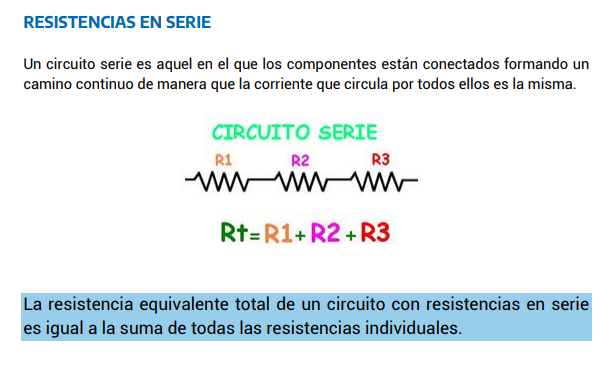 RESISTENCIAS EN SERIE
Un circuito serie es aquel en el que los componentes están conectados formando un
camino continuo de manera que la corriente que circula por todos ellos es la misma.
CIRCUITO SERIE
R1 R2 R3
Rt=R1+R2+R3
La resistencia equivalente total de un circuito con resistencias en serie
es igual a la suma de todas las resistencias individuales.